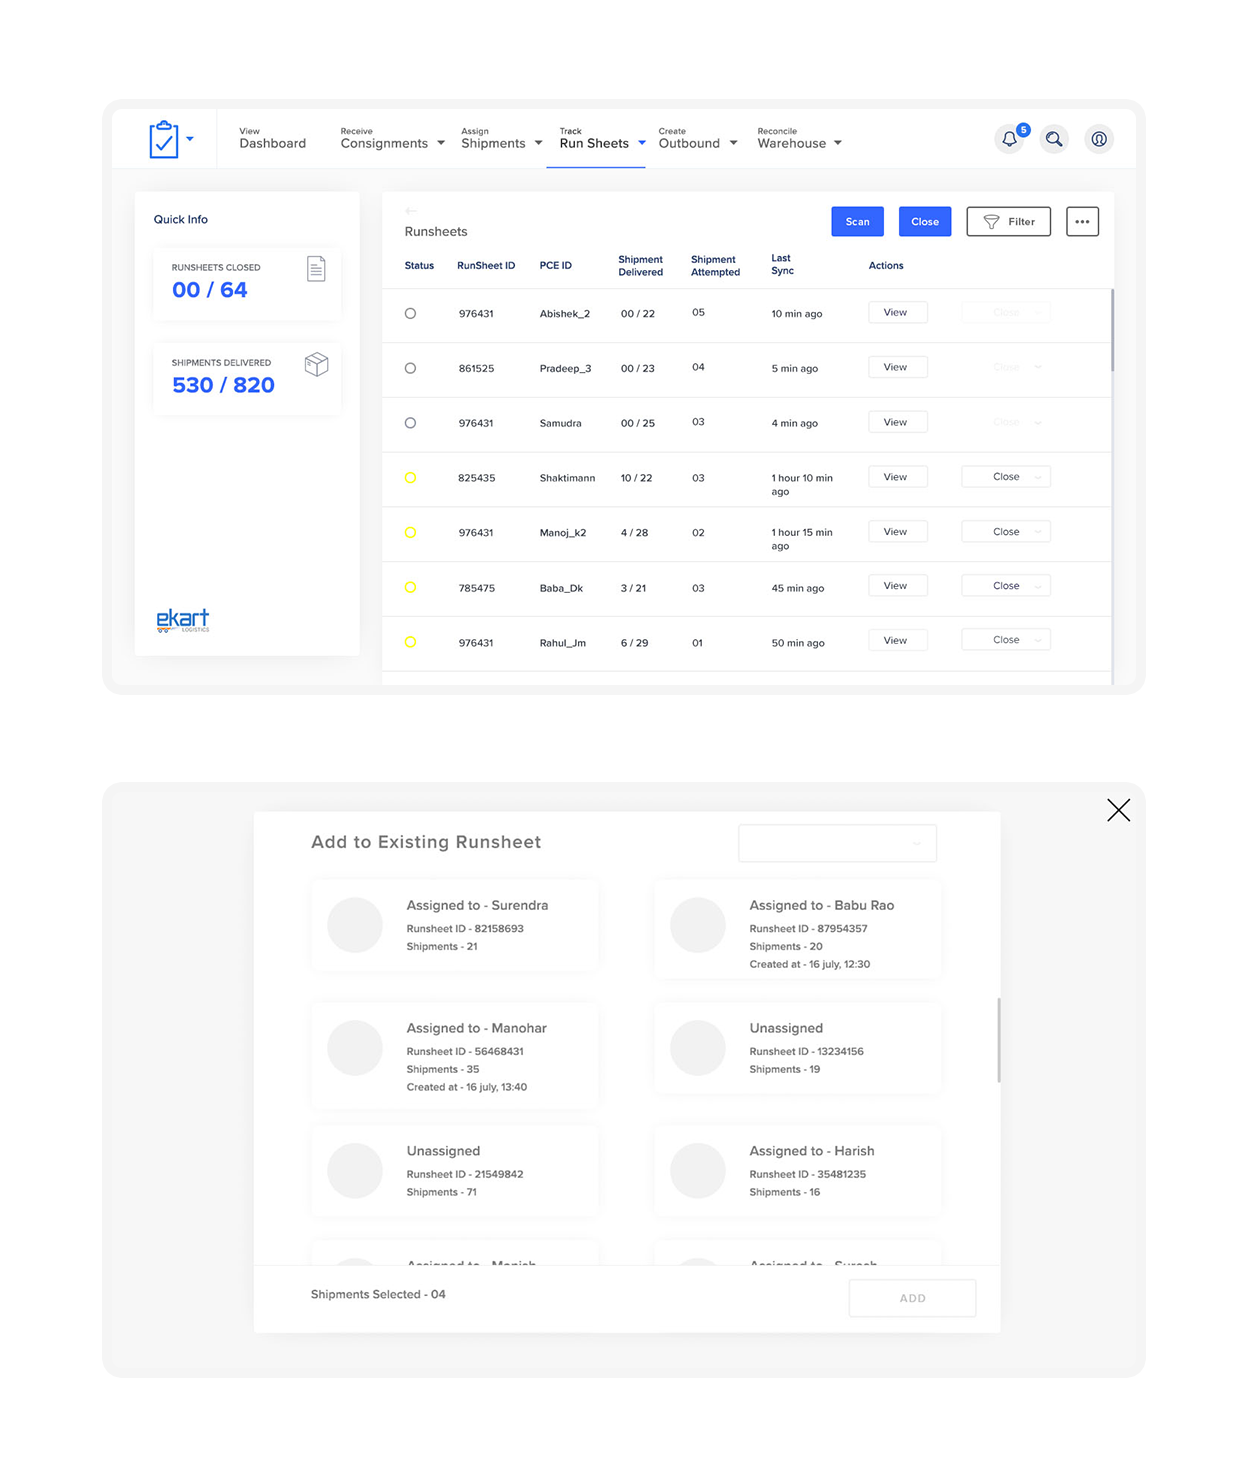 View
Dashboard
Receive
Consignments
Assign
Shipments
Track
Run Sheets
Create
Outbound
Reconcile
Warehouse
5
Quick Info
RUNSHEETS CLOSED
00 / 64
SHIPMENTS DELIVERED
530 / 820
ekart
LOGISTICS
Runsheets
Scan
Close
Filter
Status RunSheet ID PCE ID Shipment Delivered Shipment Attempted Last Sync Actions
976431 Abishek_2 00 / 22 05 10 min ago View Close
861525 Pradeep_3 00 / 23 04 5 min ago View Close
976431 Samudra 00 / 25 03 4 min ago View Close
825435 Shaktimann 10 / 22 03 1 hour 10 min ago View Close
976431 Manoj_k2 4 / 28 02 1 hour 15 min ago View Close
785475 Baba_Dk 3 / 21 03 45 min ago View Close
976431 Rahul_Jm 6 / 29 01 50 min ago View Close
Add to Existing Runsheet
Assigned to - Surendra
Runsheet ID - 82158693
Shipments - 21
Assigned to - Babu Rao
Runsheet ID - 87954357
Shipments - 20
Created at - 16 july, 12:30
Assigned to - Manohar
Runsheet ID - 56468431
Shipments - 35
Created at - 16 july, 13:40
Unassigned
Runsheet ID - 13234156
Shipments - 19
Unassigned
Runsheet ID - 21549842
Shipments - 71
Assigned to - Harish
Runsheet ID - 35481235
Shipments - 16
Assigned to - Manish
Assigned to - Suresh
Shipments Selected - 04
ADD